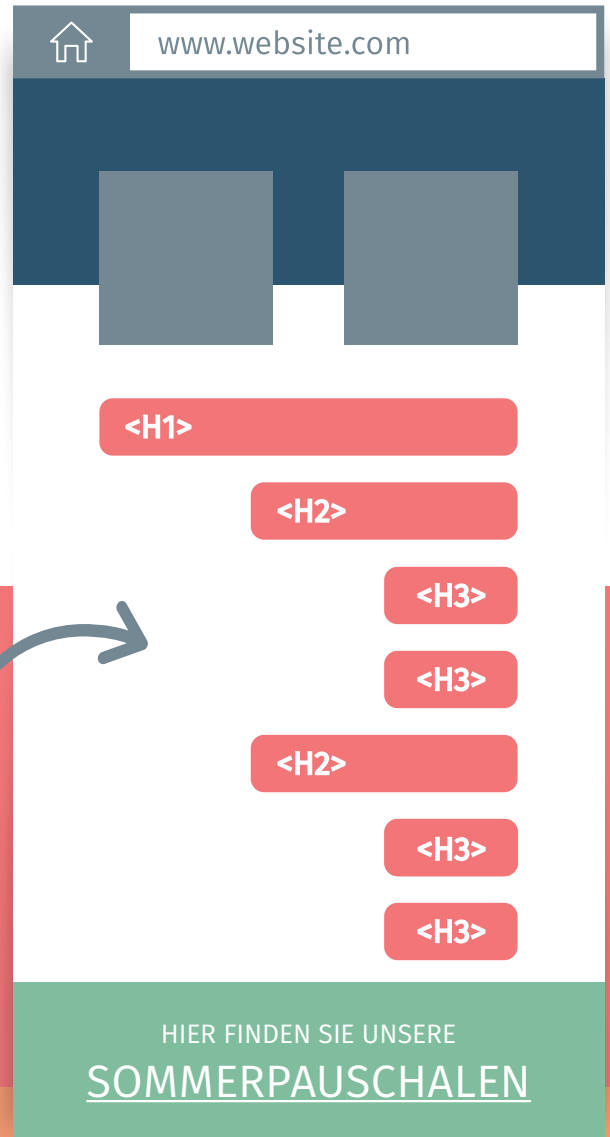 www.website.com
<H1>
<H2>
<H3>
<H3>
<H2>
<H3>
<H3>
HIER FINDEN SIE UNSERE
SOMMERPAUSCHALEN